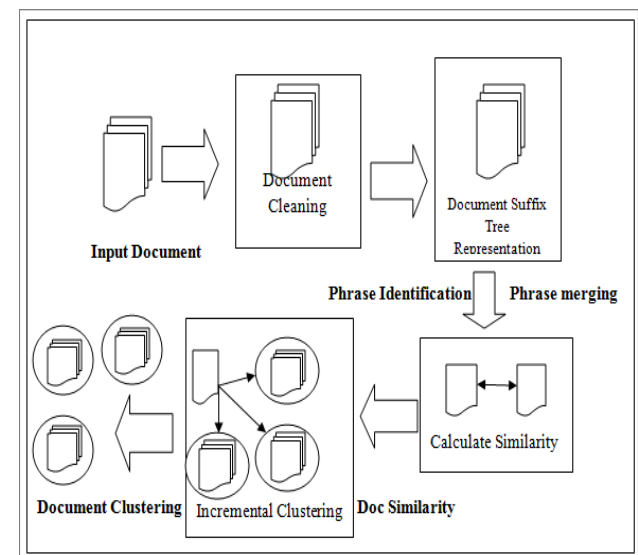 Document
Cleaning
Document Suffix
Tree
Representation
Input Document
Phrase Identification
Phrase merging
Calculate Similarity
Incremental Clustering
Doc Similarity
Document Clustering